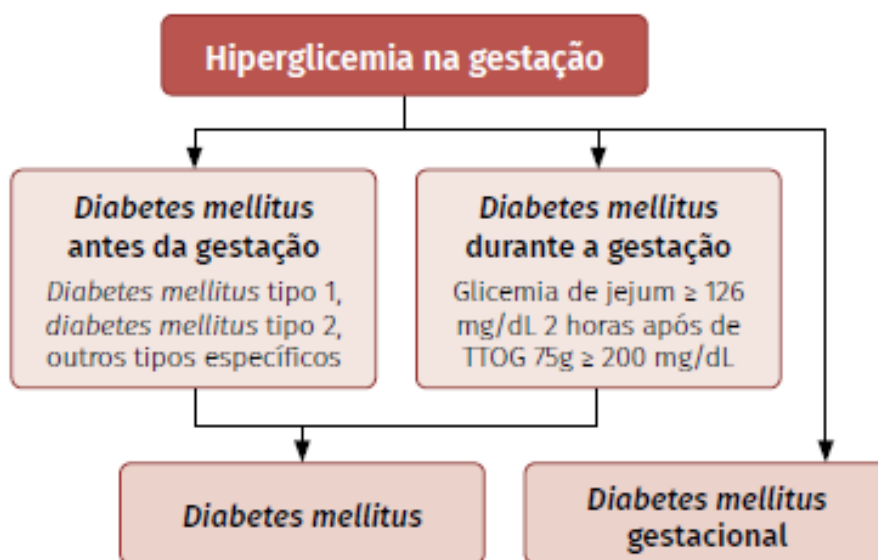 Hiperglicemia na gestação
Diabetes mellitus
antes da gestação
Diabetes mellitus tipo 1,
diabetes mellitus tipo 2,
outros tipos específicos
Diabetes mellitus
durante a gestação
Glicemia de jejum ≥ 126
mg/dL 2 horas após de
TTOG 75g ≥ 200 mg/dL
Diabetes mellitus
Diabetes mellitus
gestacional